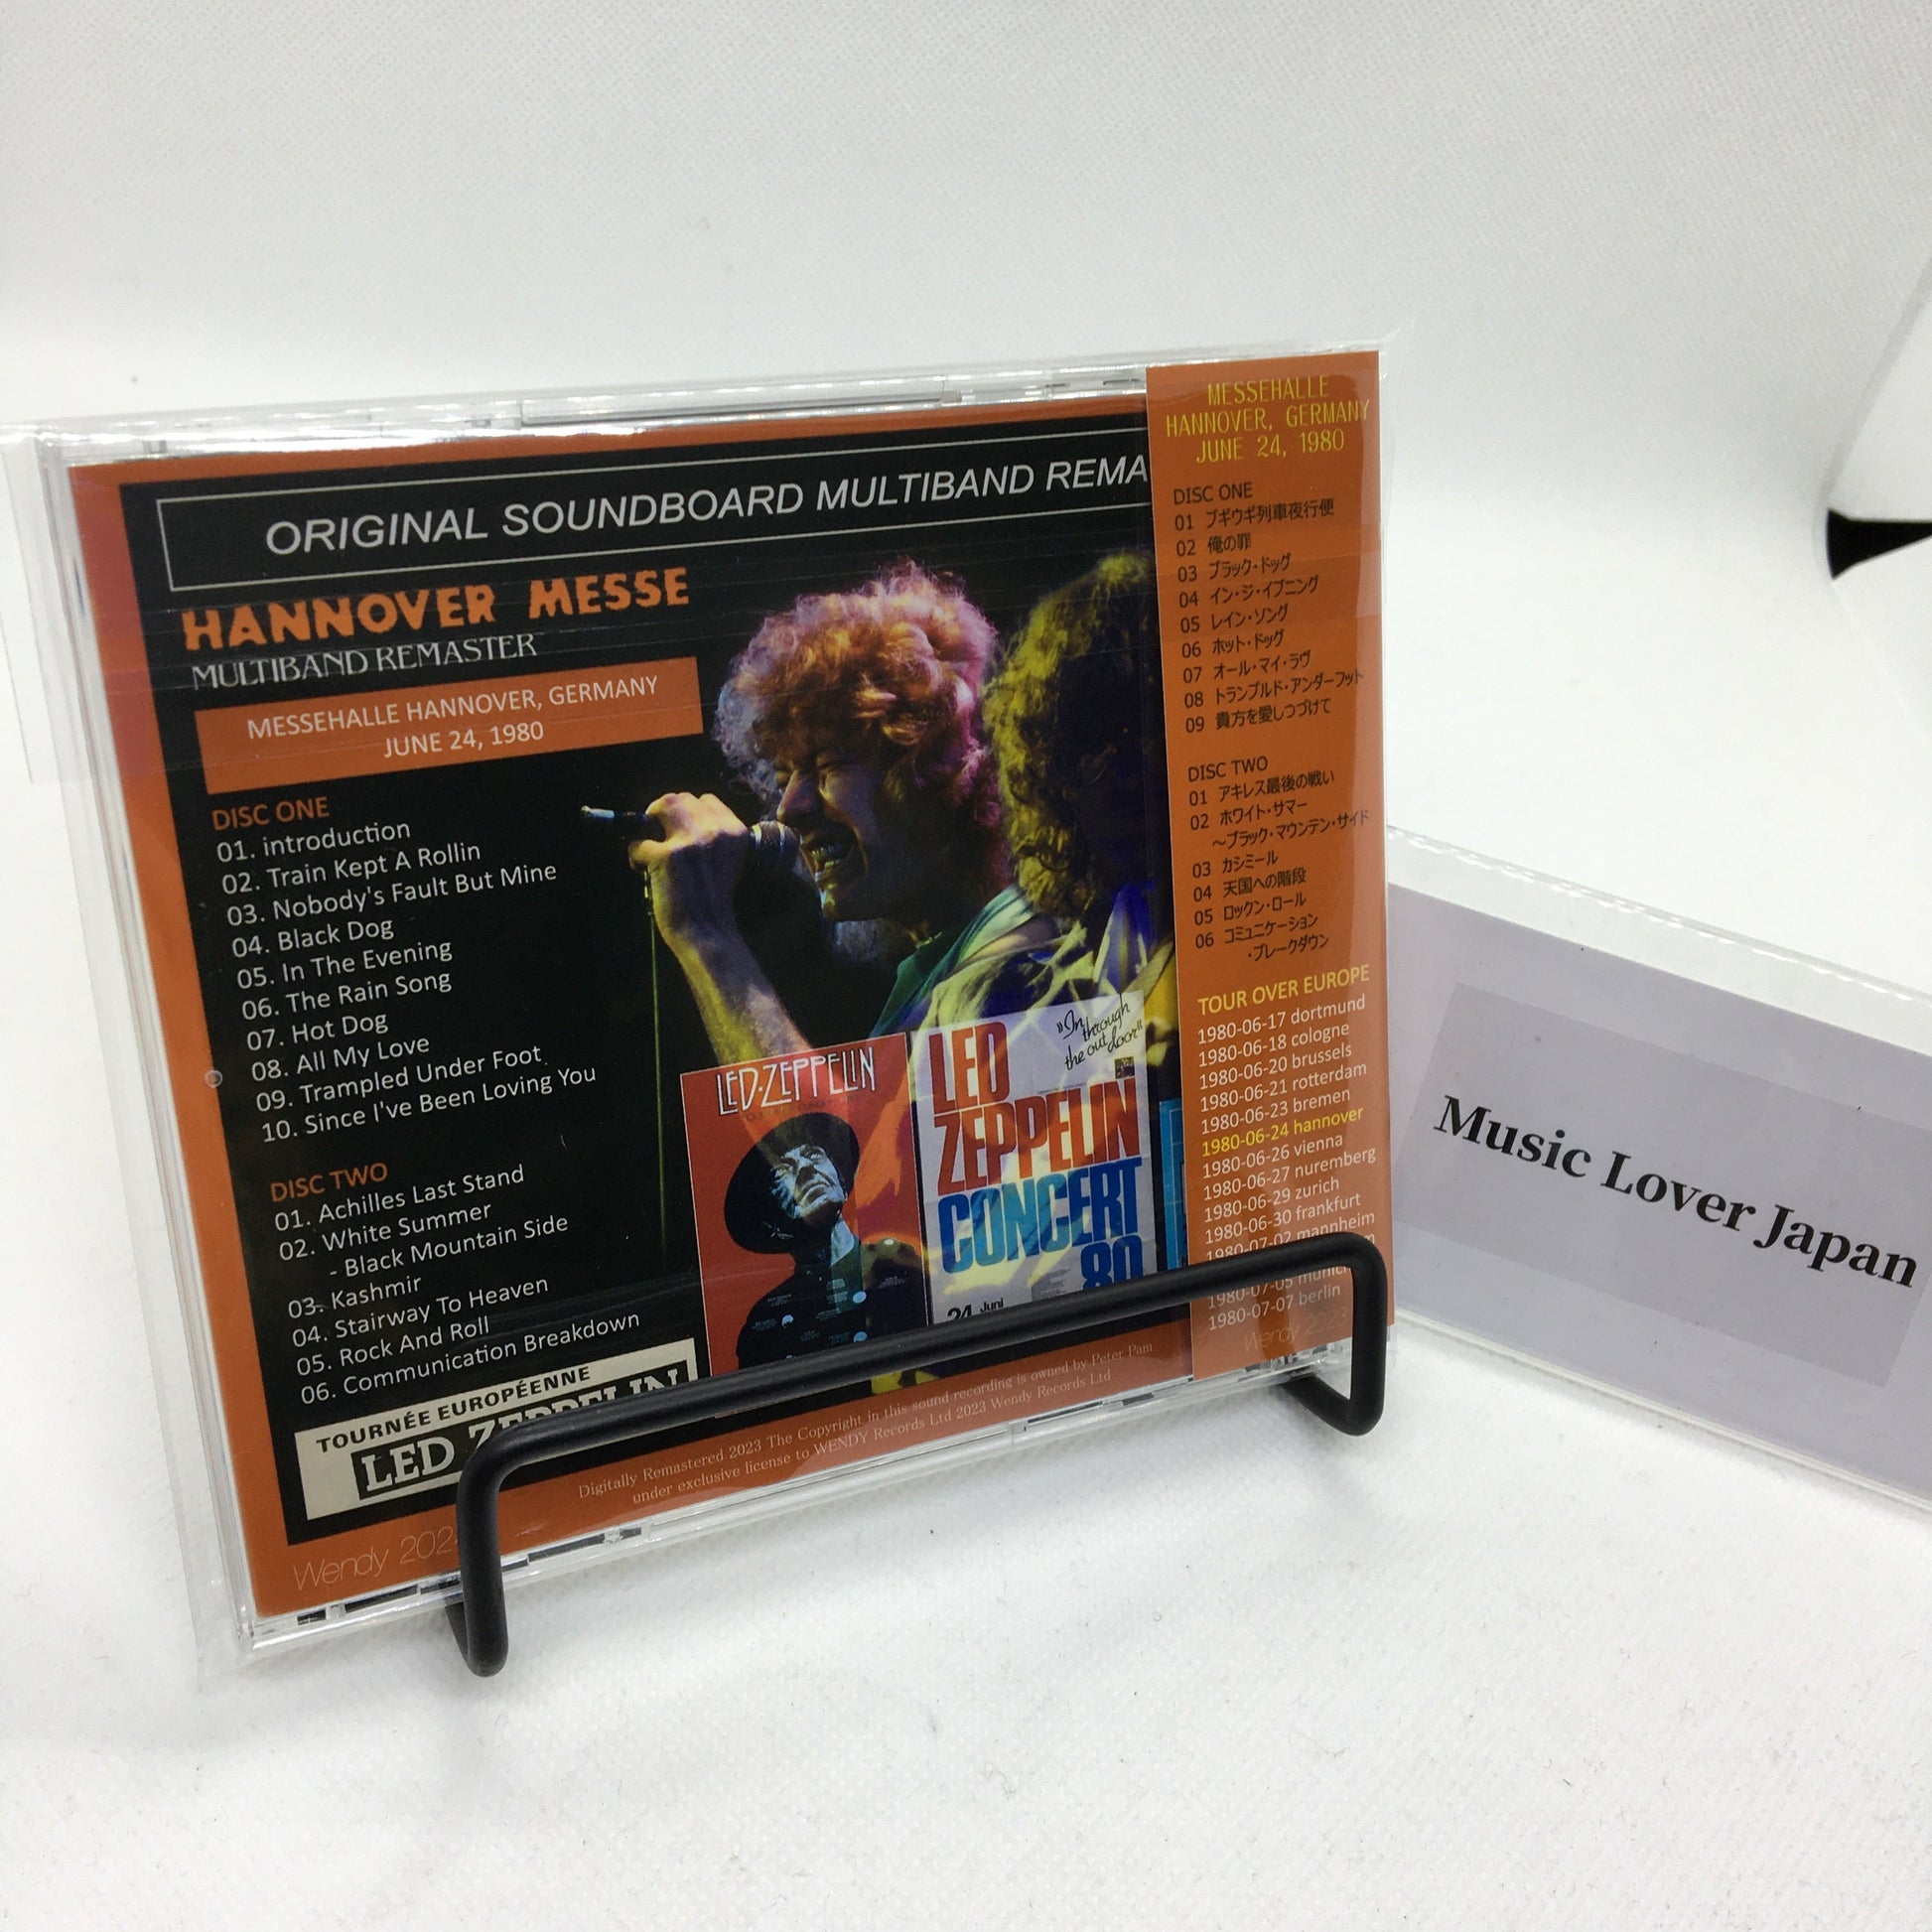 ORIGINAL SOUNDBOARD MULTIBAND REMA
HANNOVER MESSE
MULTIBAND REMASTER
MESSEHALLE HANNOVER, GERMANY
JUNE 24, 1980
DISC ONE
01. introduction
02. Train Kept A Rollin
03. Nobody's Fault But Mine
04. Black Dog
05. In The Evening
06. The Rain Song
07. Hot Dog
08. All My Love
09. Trampled Under Foot
10. Since I've Been Loving You
DISC TWO
01. Achilles Last Stand
02. White Summer
- Black Mountain Side
03. Kashmir
04. Stairway To Heaven
05. Rock And Roll
06. Communication Breakdown
TOURNÉE EUROPÉENNE
LED ZEPPELIN
LED-ZEPPELIN
"In through
the out door"
LED
ZEPPELIN
CONCERT
80
24. Juni
Digitally Remastered 2023 The Copyright in this sound recording is owned by Peter Pam
under exclusive license to WENDY Records Ltd 2023 Wendy Records Ltd
Wendy 202
MESSEHALLE
HANNOVER, GERMANY
JUNE 24, 1980
DISC ONE
01 ブギウギ列車夜行便
02 俺の罪
03 ブラック・ドッグ
04 イン・ジ・イブニング
05 レイン・ソング
06 ホット・ドッグ
07 オール・マイ・ラヴ
08 トランプルド・アンダーフット
09 貴方を愛しつづけて
DISC TWO
01 アキレス最後の戦い
02 ホワイト・サマー
～ブラック・マウンテン・サイド
03 カシミール
04 天国への階段
05 ロックン・ロール
06 コミュニケーション
・ブレークダウン
TOUR OVER EUROPE
1980-06-17 dortmund
1980-06-18 cologne
1980-06-20 brussels
1980-06-21 rotterdam
1980-06-23 bremen
1980-06-24 hannover
1980-06-26 vienna
1980-06-27 nuremberg
1980-06-29 zurich
1980-06-30 frankfurt
1980-07-02 mannheim
1980-07-05 munich
1980-07-07 berlin
Wendy 2023
Music Lover Japan